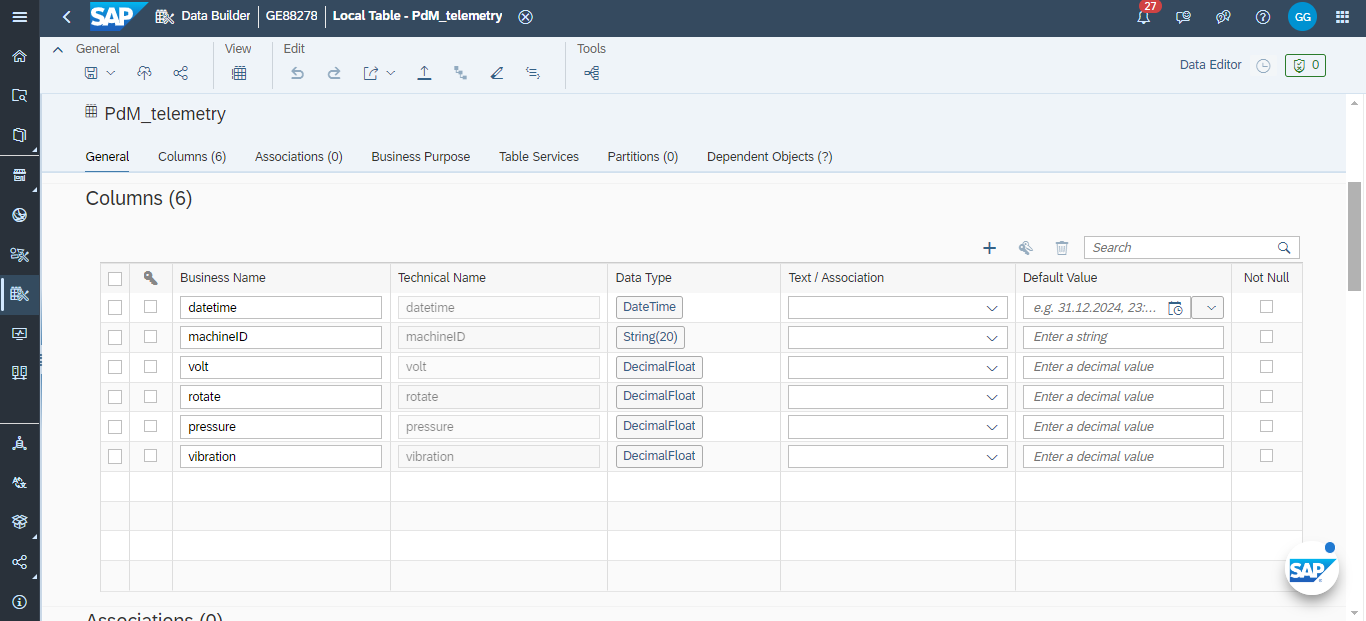 SAP Data Builder GE88278 Local Table - PdM_telemetry 27 GG
General View Edit Tools
Data Editor 0
PdM_telemetry
General Columns (6) Associations (0) Business Purpose Table Services Partitions (0) Dependent Objects (?)
Columns (6)
Search
Business Name Technical Name Data Type Text / Association Default Value Not Null
datetime datetime DateTime e.g. 31.12.2024, 23:...
machineID machineID String(20) Enter a string
volt volt DecimalFloat Enter a decimal value
rotate rotate DecimalFloat Enter a decimal value
pressure pressure DecimalFloat Enter a decimal value
vibration vibration DecimalFloat Enter a decimal value
SAP
Associations (0)